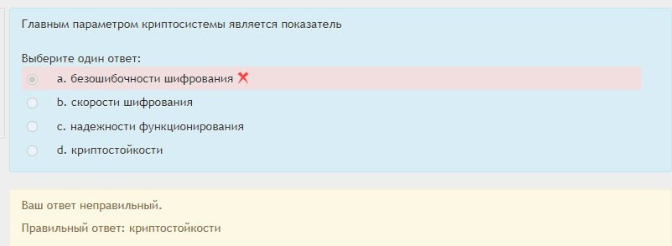 Главным параметром криптосистемы является показатель
Выберите один ответ:
a. безошибочности шифрования
b. скорости шифрования
c. надежности функционирования
d. криптостойкости
Ваш ответ неправильный.
Правильный ответ: криптостойкости